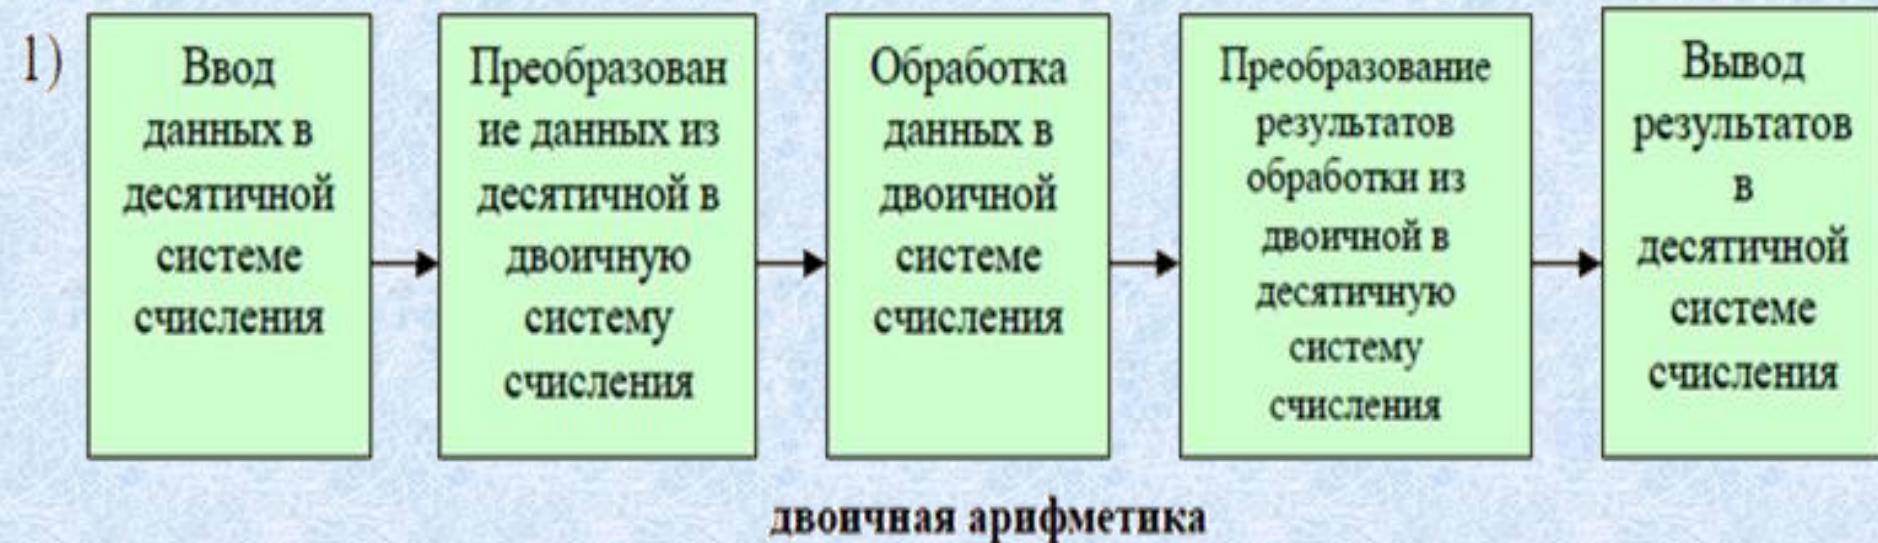 1)
Ввод
данных в
десятичной
системе
счисления
Преобразован
ие данных из
десятичной в
двоичную
систему
счисления
Обработка
данных в
двоичной
системе
счисления
Преобразование
результатов
обработки из
двоичной в
десятичную
систему
счисления
Вывод
результатов
в
десятичной
системе
счисления
двоичная арифметика